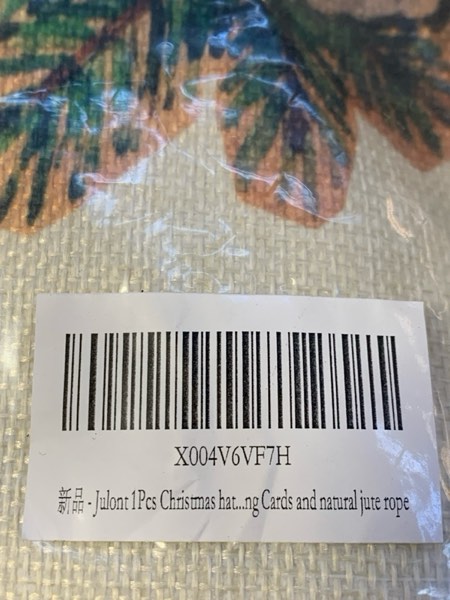 X004V6VF7H
新品 - Julont 1Pcs Christmas hat...ng Cards and natural jute rope